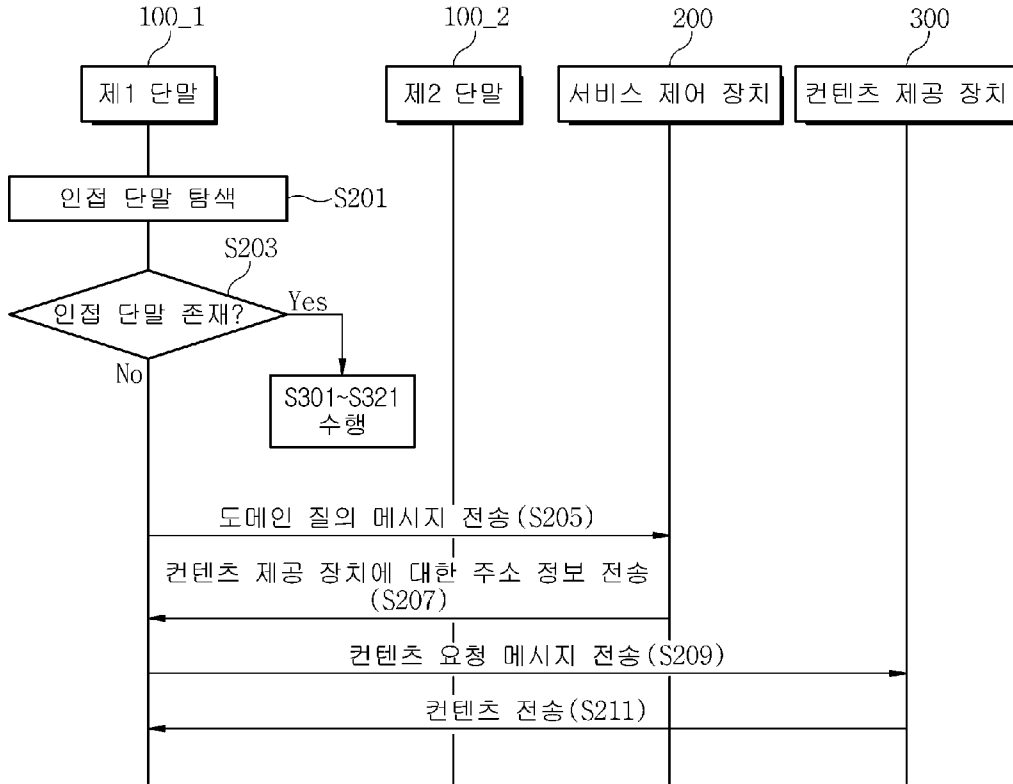 100_1
100_2
200
300
제1 단말
제2 단말
서비스 제어 장치
컨텐츠 제공 장치
인접 단말 탐색
S201
S203
인접 단말 존재?
Yes
No
S301~S321
수행
도메인 질의 메시지 전송(S205)
컨텐츠 제공 장치에 대한 주소 정보 전송
(S207)
컨텐츠 요청 메시지 전송(S209)
컨텐츠 전송(S211)